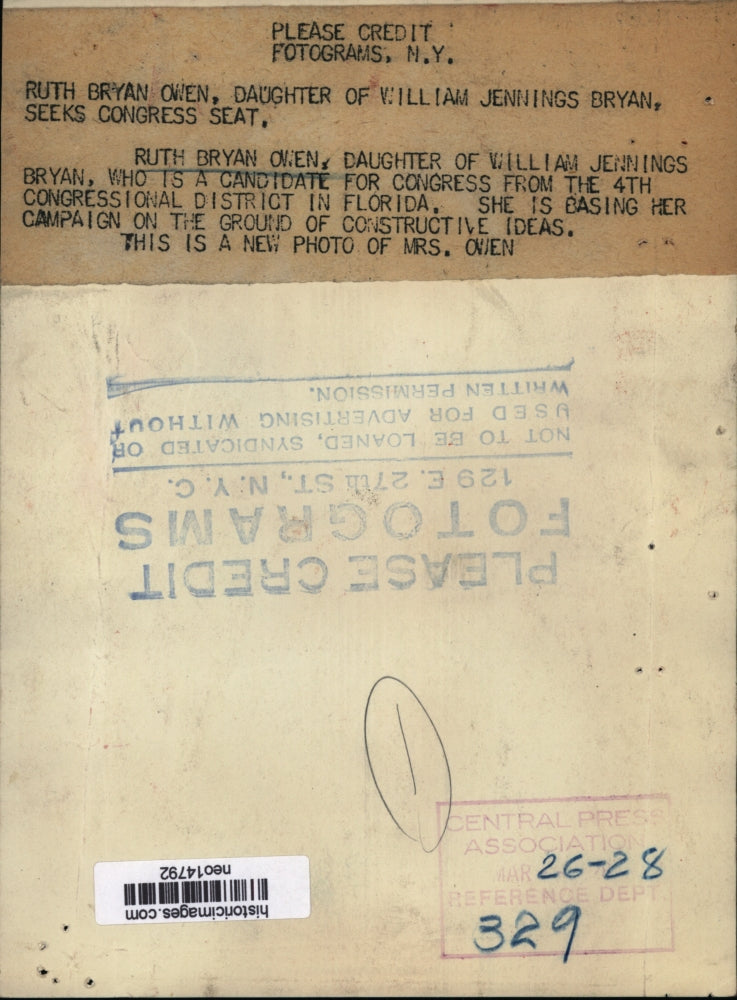 PLEASE CREDIT
FOTOGRAMS, N.Y.
RUTH BRYAN OWEN, DAUGHTER OF WILLIAM JENNINGS BRYAN,
SEEKS CONGRESS SEAT.
RUTH BRYAN OWEN, DAUGHTER OF WILLIAM JENNINGS
BRYAN, WHO IS A CANDIDATE FOR CONGRESS FROM THE 4TH
CONGRESSIONAL DISTRICT IN FLORIDA. SHE IS BASING HER
CAMPAIGN ON THE GROUND OF CONSTRUCTIVE IDEAS.
THIS IS A NEW PHOTO OF MRS. OWEN
PLEASE CREDIT
FOTOGRAMS
129 E. 27TH ST., N.Y.C.
NOT TO BE LOANED, SYNDICATED OR
USED FOR ADVERTISING WITHOUT
WRITTEN PERMISSION.
1
CENTRAL PRESS
ASSOCIATION
MAR 26-28
REFERENCE DEPT.
329
historicimages.com
neo14792